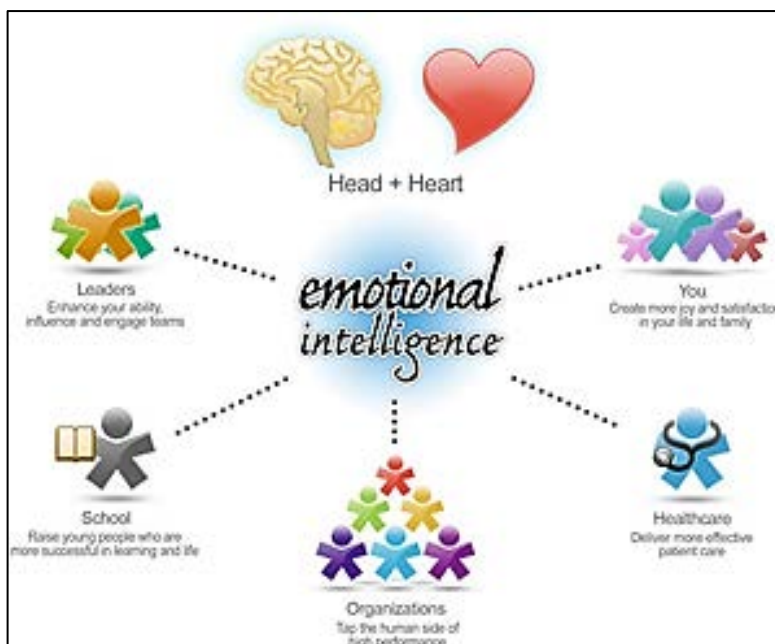 Head + Heart
emotional
intelligence
Leaders
Enhance your ability,
influence and engage teams
You
Create more joy and satisfaction
in your life and family
School
Raise young people who are
more successful in learning and life
Healthcare
Deliver more effective
patient care
Organizations
Tap the human side of
high performance